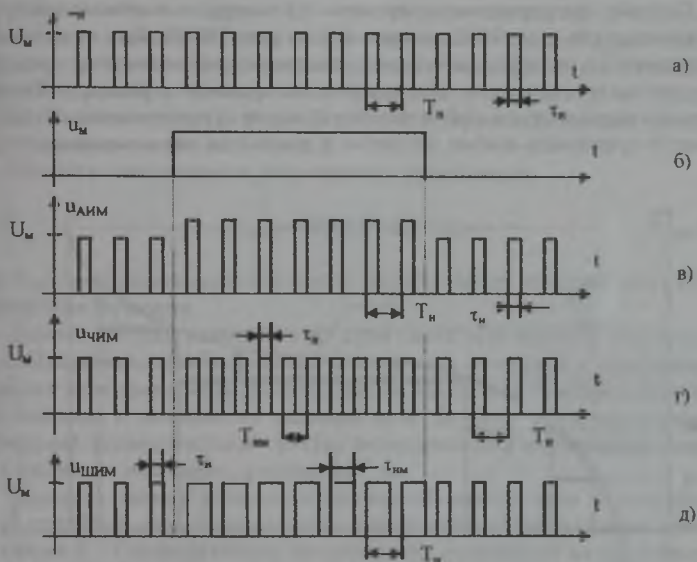 Uм
t
а)
Tи
τи
uм
t
б)
uАИМ
Uм
t
в)
Tи
τи
uЧИМ
τи
Uм
t
г)
Tим
Tи
uШИМ
τи
τим
Uм
t
д)
Tи